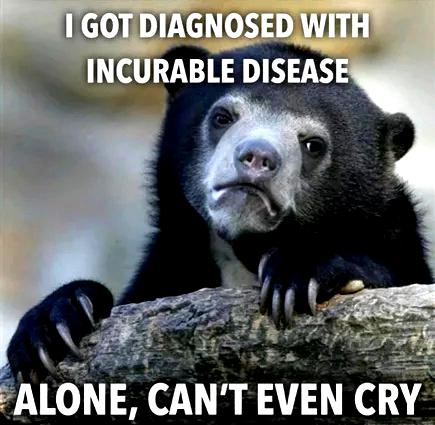 I GOT DIAGNOSED WITH
INCURABLE DISEASE
ALONE, CAN'T EVEN CRY